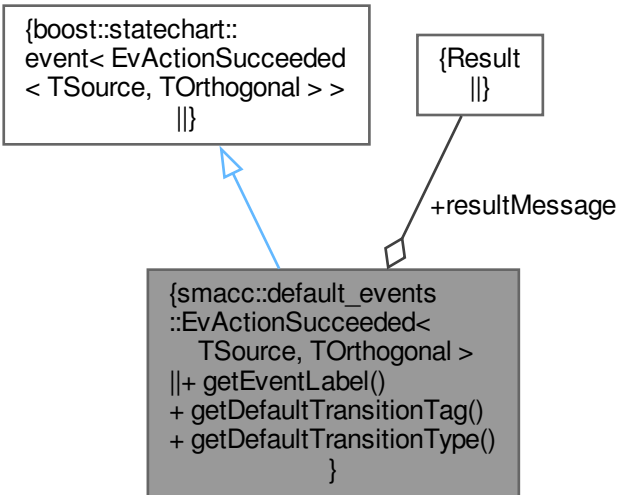 {boost::statechart::
event< EvActionSucceeded
< TSource, TOrthogonal > >
||}
{Result
||}
+resultMessage
{smacc::default_events
::EvActionSucceeded<
TSource, TOrthogonal >
||+ getEventLabel()
+ getDefaultTransitionTag()
+ getDefaultTransitionType()
}